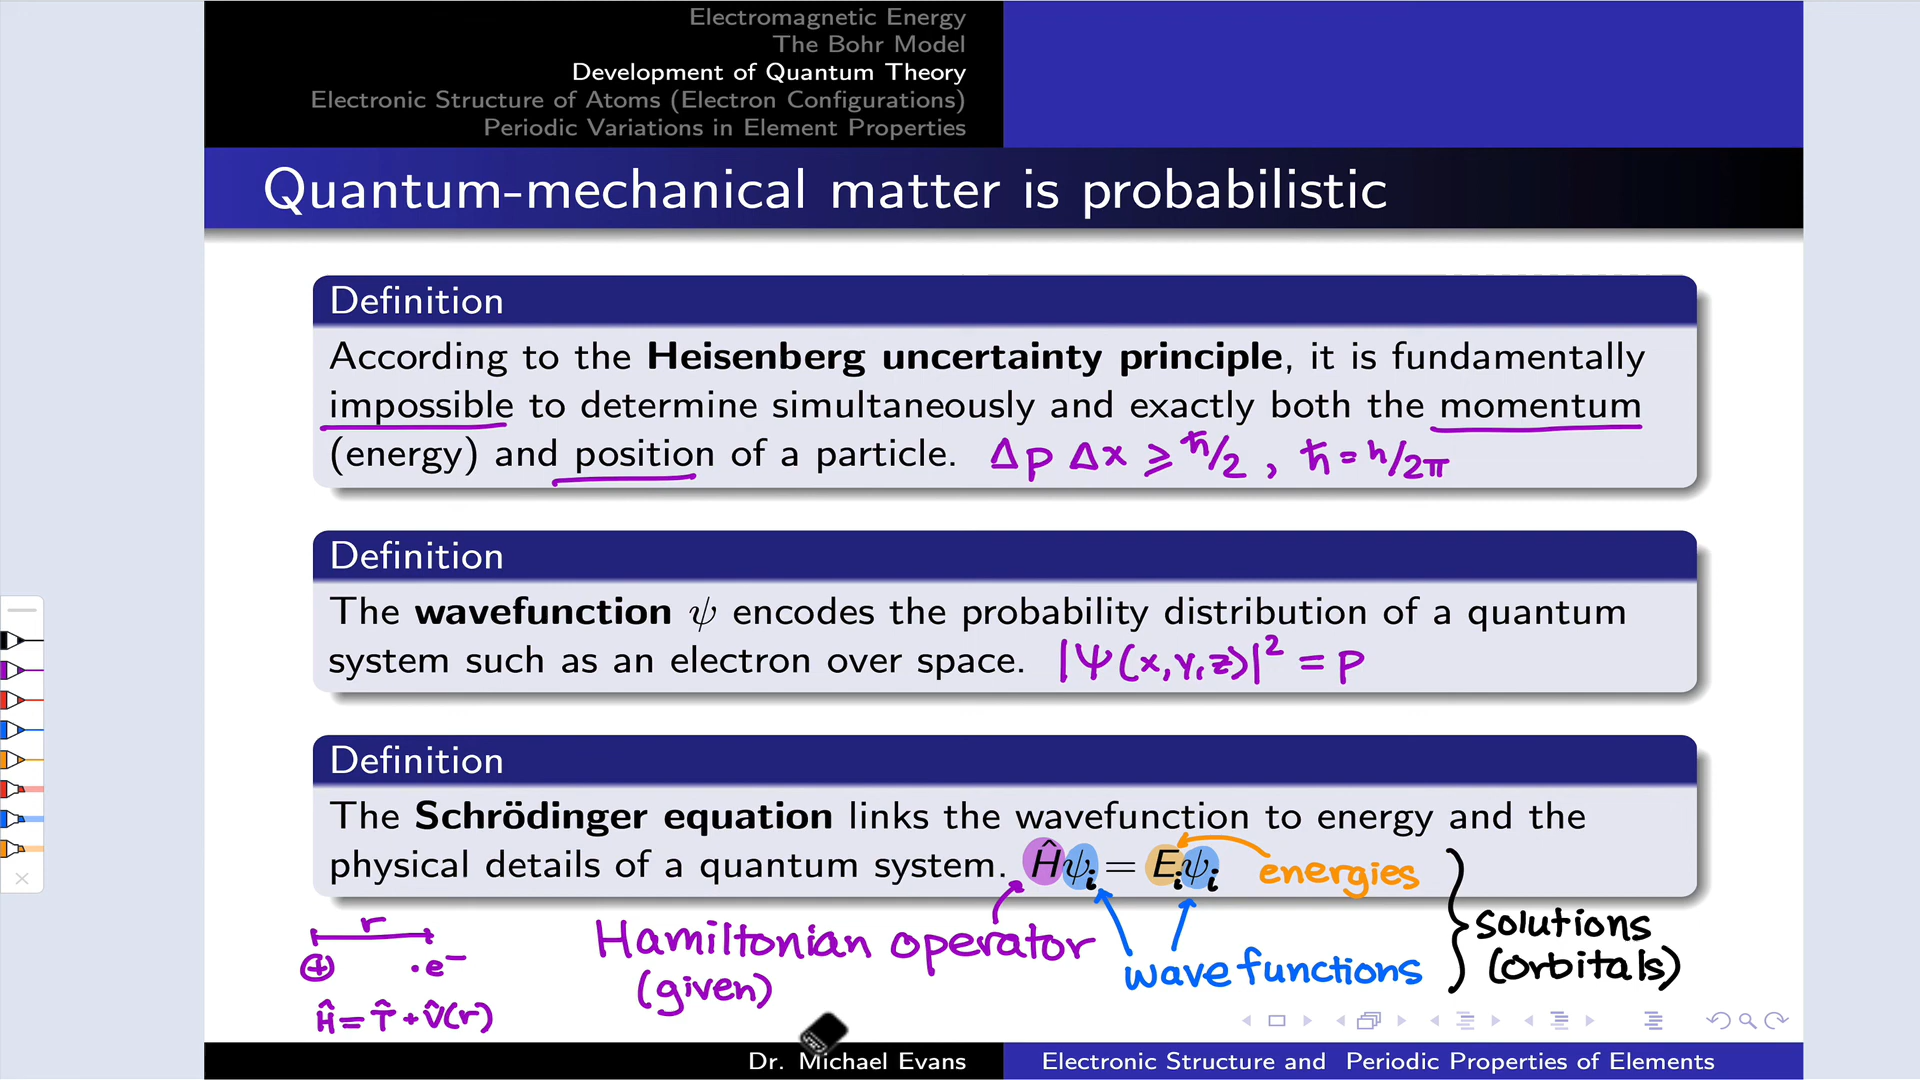 Electromagnetic Energy
The Bohr Model
Development of Quantum Theory
Electronic Structure of Atoms (Electron Configurations)
Periodic Variations in Element Properties
Quantum-mechanical matter is probabilistic
Definition
According to the Heisenberg uncertainty principle, it is fundamentally
impossible to determine simultaneously and exactly both the momentum
(energy) and position of a particle. Δp Δx ⩾ ℏ/2, ℏ = h/2π
Definition
The wavefunction ψ encodes the probability distribution of a quantum
system such as an electron over space. |Ψ(x,y,z)|² = P
Definition
The Schrödinger equation links the wavefunction to energy and the
physical details of a quantum system. Ĥψᵢ = Eᵢψᵢ energies
r
+ e⁻
Ĥ = T̂ + V̂(r)
Hamiltonian operator
(given)
wavefunctions
solutions
(orbitals)
Dr. Michael Evans
Electronic Structure and Periodic Properties of Elements